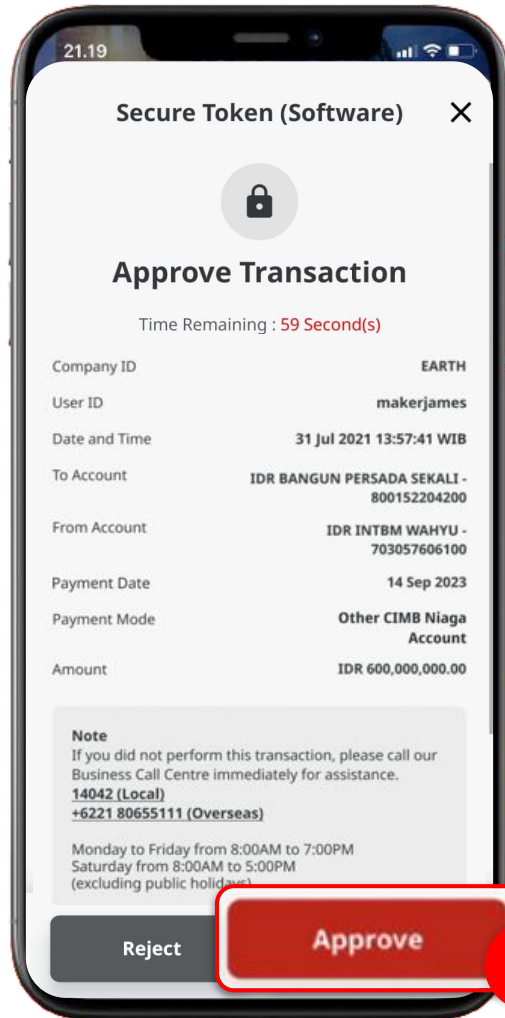 21.19
Secure Token (Software)
Approve Transaction
Time Remaining : 59 Second(s)
Company ID EARTH
User ID makerjames
Date and Time 31 Jul 2021 13:57:41 WIB
To Account IDR BANGUN PERSADA SEKALI -
800152204200
From Account IDR INTBM WAHYU -
703057606100
Payment Date 14 Sep 2023
Payment Mode Other CIMB Niaga
Account
Amount IDR 600,000,000.00
Note
If you did not perform this transaction, please call our
Business Call Centre immediately for assistance.
14042 (Local)
+6221 80655111 (Overseas)
Monday to Friday from 8:00AM to 7:00PM
Saturday from 8:00AM to 5:00PM
(excluding public holidays)
Reject Approve